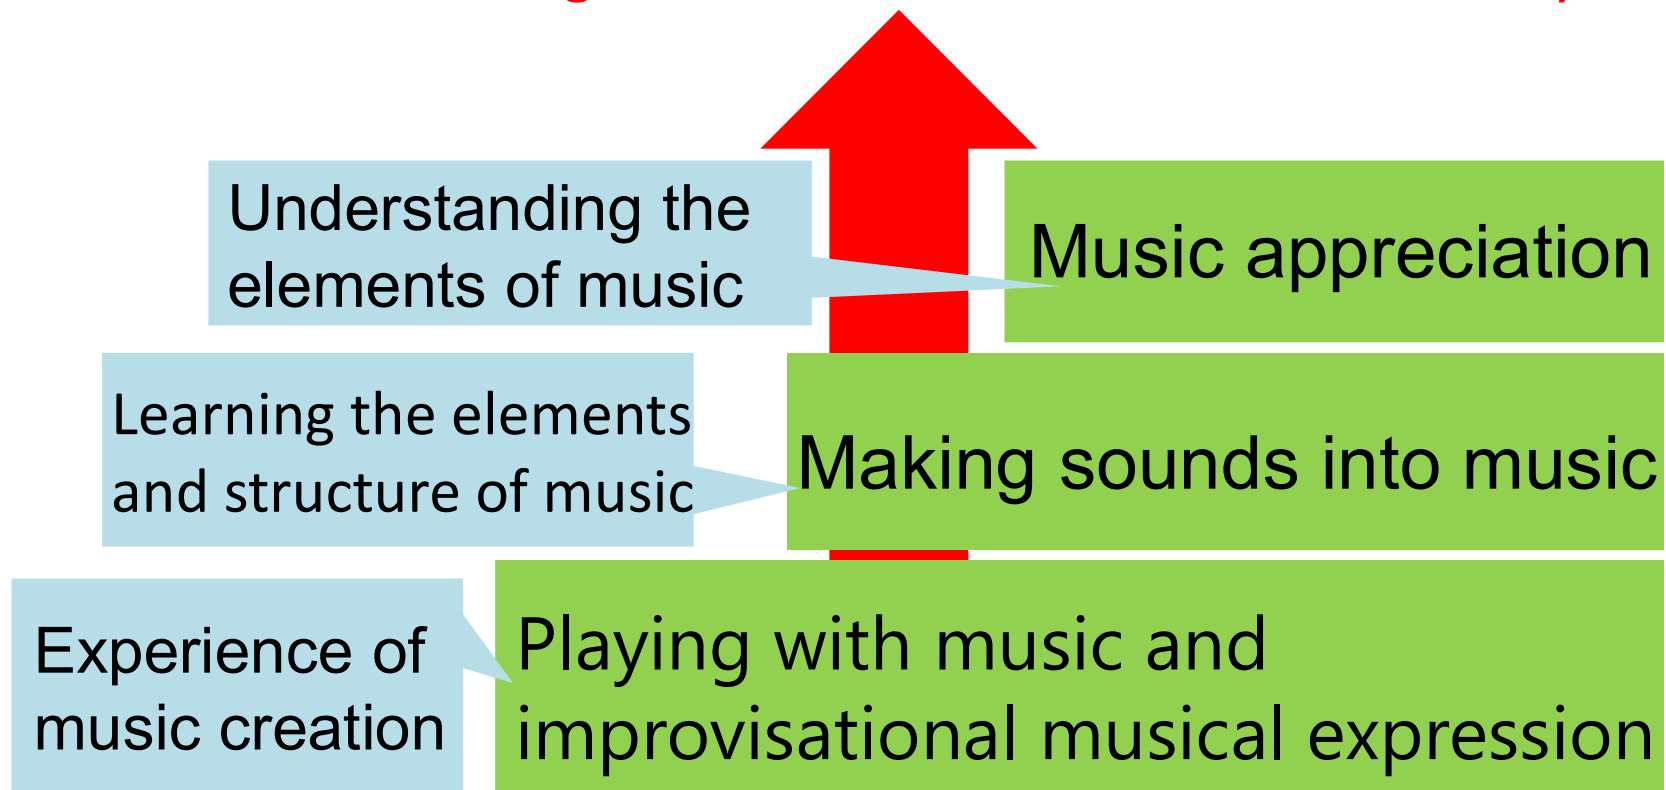 Understanding the
elements of music
Music appreciation
Learning the elements
and structure of music
Making sounds into music
Experience of
music creation
Playing with music and
improvisational musical expression